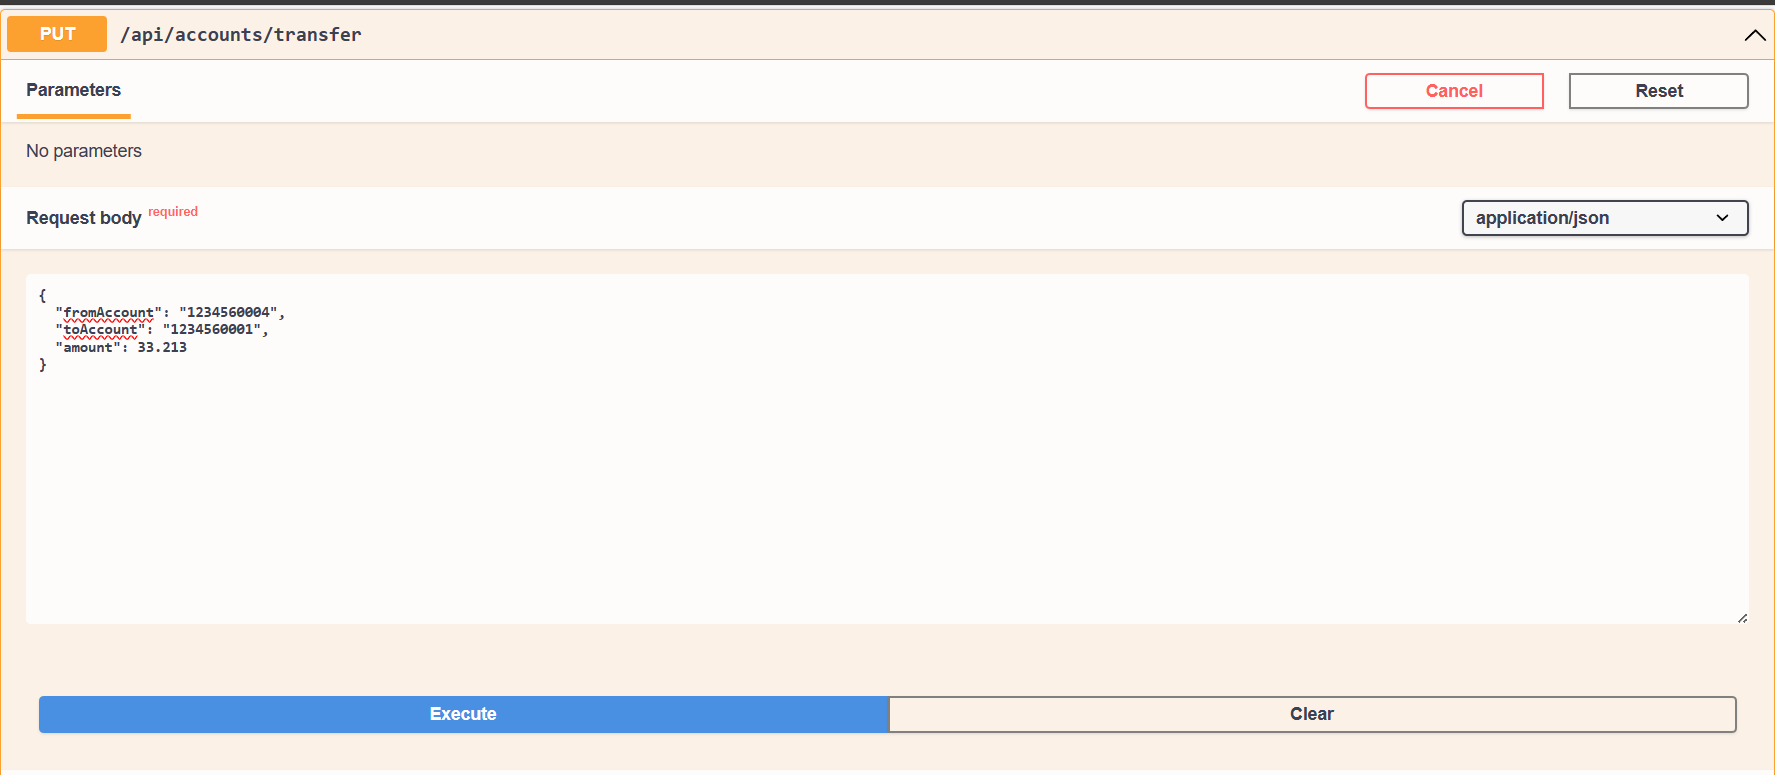 PUT /api/accounts/transfer
Parameters
Cancel
Reset
No parameters
Request body required
application/json
{
  "fromAccount": "1234560004",
  "toAccount": "1234560001",
  "amount": 33.213
}
Execute
Clear